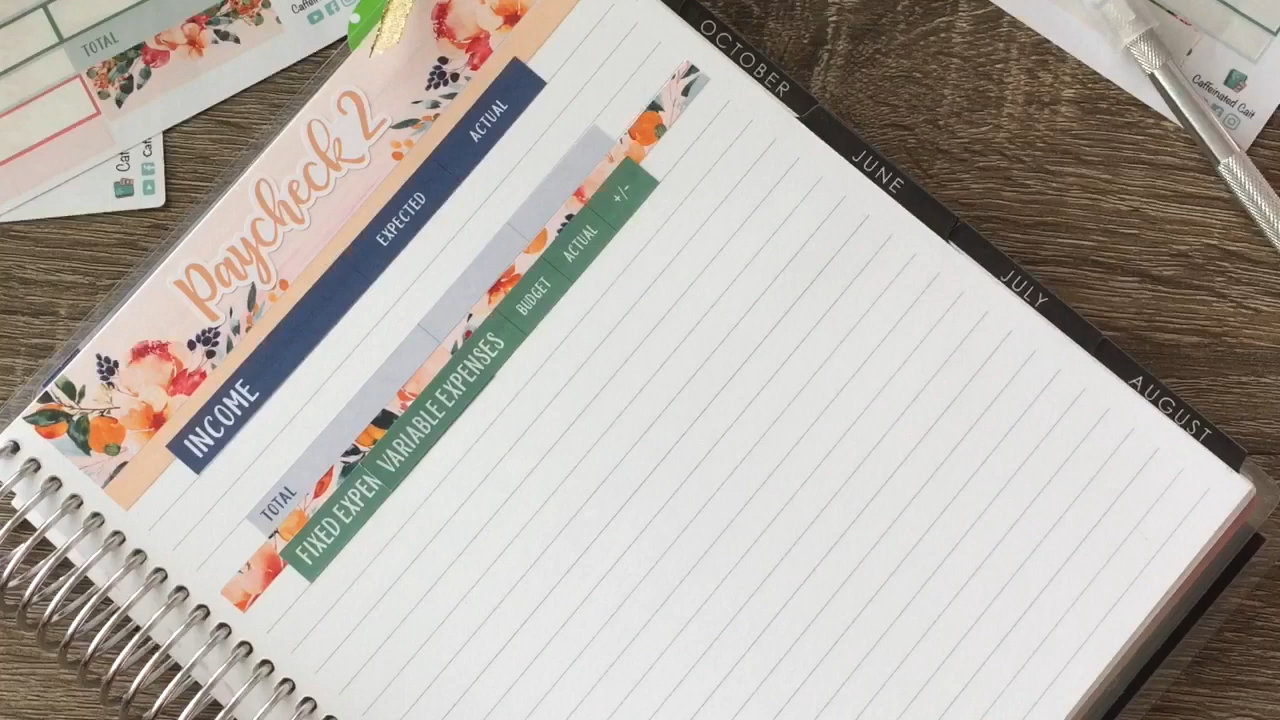 TOTAL
Caffeinated Cait
Paycheck 2
INCOME EXPECTED ACTUAL
TOTAL
FIXED EXPEN
VARIABLE EXPENSES BUDGET ACTUAL +/-
OCTOBER
JUNE
JULY
AUGUST